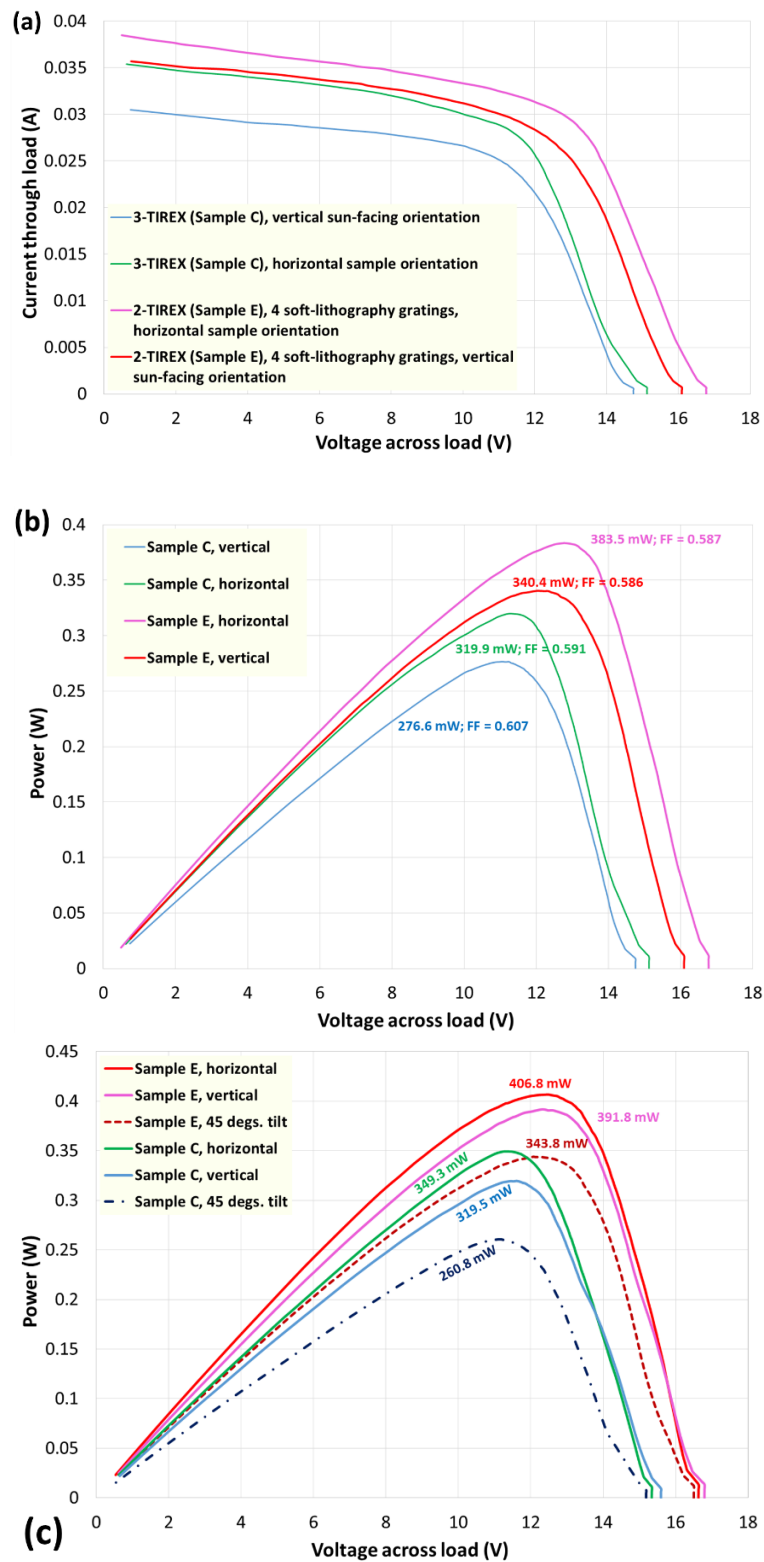 (a)
0.04
0.035
0.03
0.025
0.02
0.015
0.01
0.005
0
Current through load (A)
3-TIREX (Sample C), vertical sun-facing orientation
3-TIREX (Sample C), horizontal sample orientation
2-TIREX (Sample E), 4 soft-lithography gratings,
horizontal sample orientation
2-TIREX (Sample E), 4 soft-lithography gratings, vertical
sun-facing orientation
0 2 4 6 8 10 12 14 16 18
Voltage across load (V)
(b)
0.4
0.35
0.3
0.25
0.2
0.15
0.1
0.05
0
Power (W)
Sample C, vertical
Sample C, horizontal
Sample E, horizontal
Sample E, vertical
383.5 mW; FF = 0.587
340.4 mW; FF = 0.586
319.9 mW; FF = 0.591
276.6 mW; FF = 0.607
0 2 4 6 8 10 12 14 16 18
Voltage across load (V)
0.45
0.4
0.35
0.3
0.25
0.2
0.15
0.1
0.05
0
Power (W)
Sample E, horizontal
Sample E, vertical
Sample E, 45 degs. tilt
Sample C, horizontal
Sample C, vertical
Sample C, 45 degs. tilt
406.8 mW
391.8 mW
343.8 mW
349.3 mW
319.5 mW
260.8 mW
0 2 4 6 8 10 12 14 16 18
Voltage across load (V)
(c)